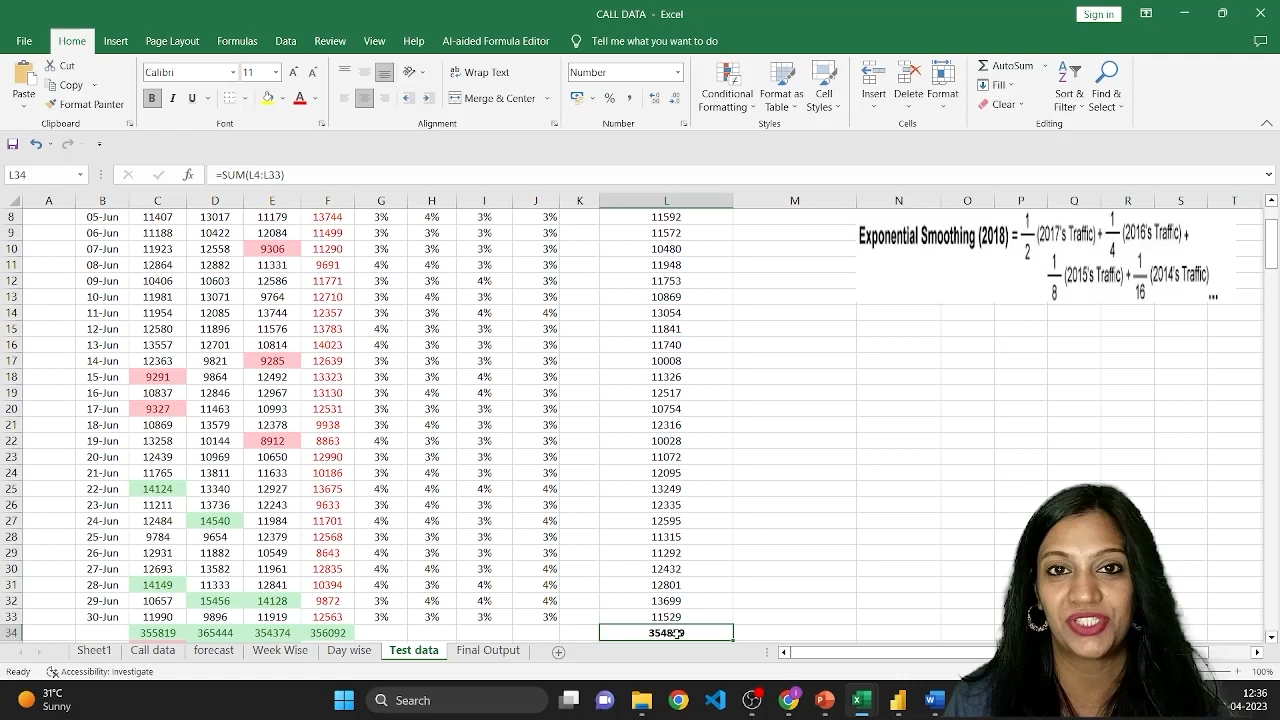 CALL DATA - Excel
Sign in
File Home Insert Page Layout Formulas Data Review View Help AI-aided Formula Editor Tell me what you want to do
Paste
Cut
Copy
Format Painter
Calibri 11
B I U
A
Wrap Text
Merge & Center
Number
%
Conditional Formatting
Format as Table
Cell Styles
Insert Delete Format
AutoSum
Fill
Clear
Sort & Filter
Find & Select
Clipboard Font Alignment Number Styles Cells Editing
L34 fx =SUM(L4:L33)
A B C D E F G H I J K L M N O P Q R S T
8 05-Jun 11407 13017 11179 13744 3% 4% 3% 3% 11592
9 06-Jun 11188 10422 12084 11499 3% 3% 3% 3% 11572
10 07-Jun 11923 12558 9306 11290 3% 3% 3% 3% 10480
11 08-Jun 12864 12882 11331 9691 4% 4% 3% 3% 11948
12 09-Jun 10406 10603 12586 11771 3% 3% 4% 3% 11753
13 10-Jun 11981 13071 9764 12710 3% 4% 3% 3% 10869
14 11-Jun 11954 12085 13744 12357 3% 3% 4% 4% 13054
15 12-Jun 12580 11896 11576 13783 4% 3% 3% 3% 11841
16 13-Jun 13557 12701 10814 14023 4% 3% 3% 3% 11740
17 14-Jun 12363 9821 9285 12639 3% 3% 3% 3% 10008
18 15-Jun 9291 9864 12492 13323 3% 3% 4% 3% 11326
19 16-Jun 10837 12846 12967 13130 3% 4% 4% 4% 12517
20 17-Jun 9327 11463 10993 12531 3% 3% 3% 3% 10754
21 18-Jun 10869 13579 12378 9938 3% 4% 3% 3% 12316
22 19-Jun 13258 10144 8912 8863 4% 3% 3% 3% 10028
23 20-Jun 12439 10969 10650 12990 3% 3% 3% 3% 11072
24 21-Jun 11765 13811 11633 10186 3% 4% 3% 3% 12095
25 22-Jun 14124 13340 12927 13675 4% 4% 4% 4% 13249
26 23-Jun 11211 13736 12243 9633 3% 4% 3% 3% 12335
27 24-Jun 12484 14540 11984 11701 4% 4% 3% 4% 12595
28 25-Jun 9784 9654 12379 12568 3% 3% 3% 3% 11315
29 26-Jun 12931 11882 10549 8643 4% 3% 3% 3% 11292
30 27-Jun 12693 13582 11961 12835 4% 4% 3% 4% 12432
31 28-Jun 14149 11333 12841 10394 4% 3% 4% 4% 12801
32 29-Jun 10657 15456 14128 9872 3% 4% 4% 4% 13699
33 30-Jun 11990 9896 11919 12563 3% 3% 3% 3% 11529
34 355819 365444 354374 356092
Exponential Smoothing (2018) = 1/2 (2017's Traffic) + 1/4 (2016's Traffic) +
1/8 (2015's Traffic) + 1/16 (2014's Traffic) ...
Sheet1 Call data forecast Week Wise Day wise Test data Final Output
Ready Accessibility: Investigate 100%
31°C
Sunny
Search
12:36
04-2023